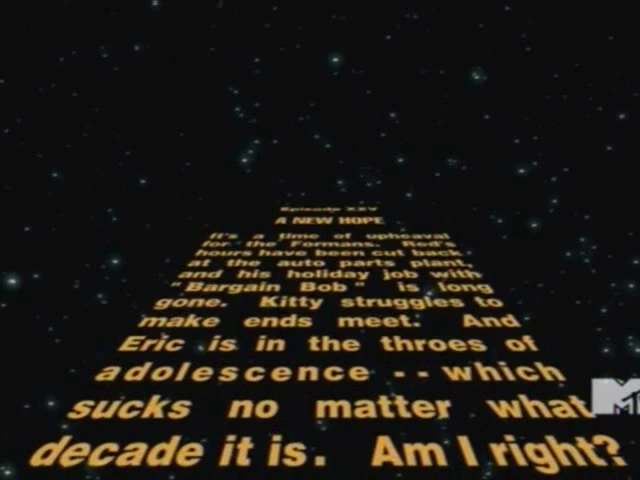 Episode XXV
A NEW HOPE
It's a time of upheaval
for the Formans. Red's
hours have been cut back
at the auto parts plant,
and his holiday job with
"Bargain Bob" is long
gone. Kitty struggles to
make ends meet. And
Eric is in the throes of
adolescence -- which
sucks no matter what
decade it is. Am I right?
MTV